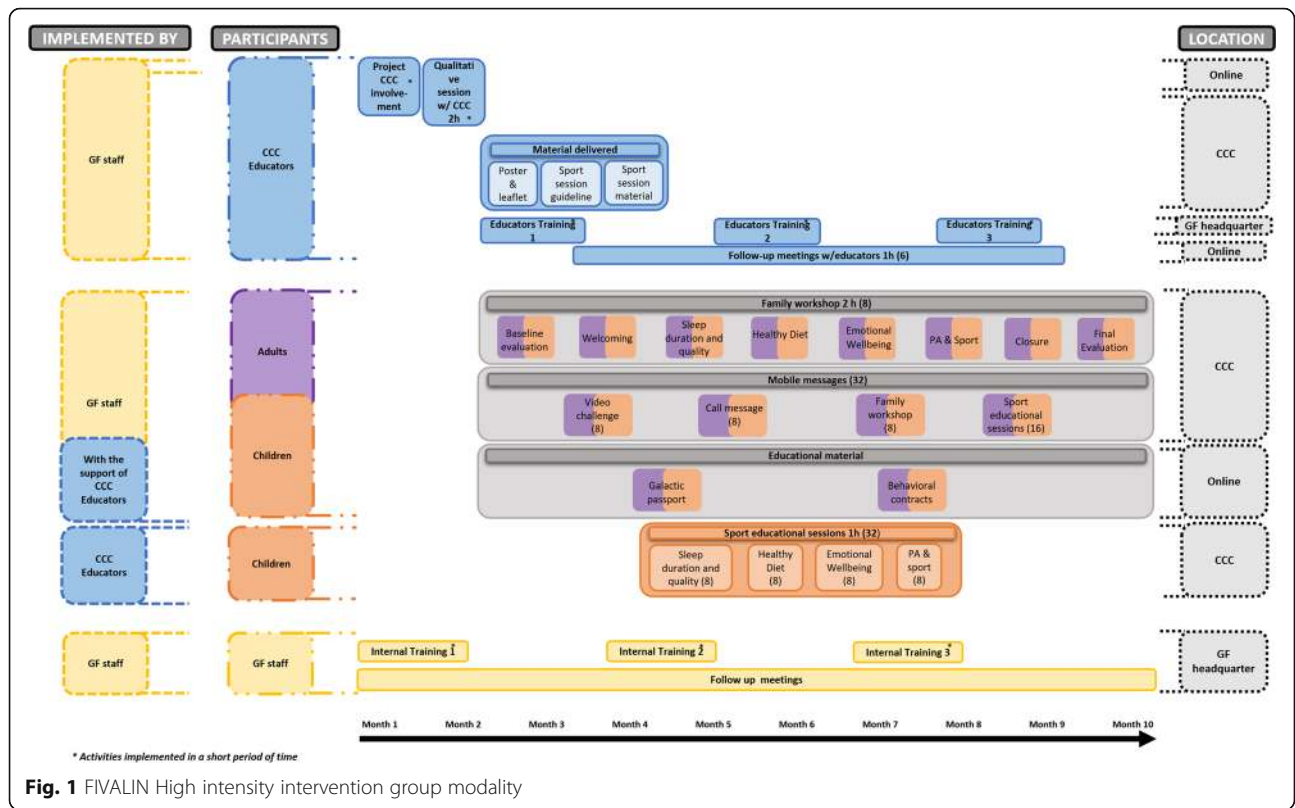 IMPLEMENTED BY
PARTICIPANTS
LOCATION
GF staff
CCC
Educators
Project
CCC *
involve-
ment
Qualitati
ve
session
w/ CCC
2h *
Online
Material delivered
Poster
&
leaflet
Sport
session
guideline
Sport
session
material
CCC
Educators Training *
1
Educators Training *
2
Educators Training *
3
GF headquarter
Follow-up meetings w/educators 1h (6)
Online
GF staff
With the
support of
CCC
Educators
Adults
Children
Family workshop 2 h (8)
Baseline
evaluation
Welcoming
Sleep
duration and
quality
Healthy Diet
Emotional
Wellbeing
PA & Sport
Closure
Final
Evaluation
CCC
Mobile messages (32)
Video
challenge
(8)
Call message
(8)
Family
workshop
(8)
Sport
educational
sessions (16)
Educational material
Galactic
passport
Behavioral
contracts
Online
CCC
Educators
Children
Sport educational sessions 1h (32)
Sleep
duration and
quality (8)
Healthy
Diet
(8)
Emotional
Wellbeing
(8)
PA &
sport
(8)
CCC
GF staff
GF staff
Internal Training 1*
Internal Training 2*
Internal Training 3*
Follow up meetings
GF
headquarter
Month 1 Month 2 Month 3 Month 4 Month 5 Month 6 Month 7 Month 8 Month 9 Month 10
* Activities implemented in a short period of time
Fig. 1 FIVALIN High intensity intervention group modality